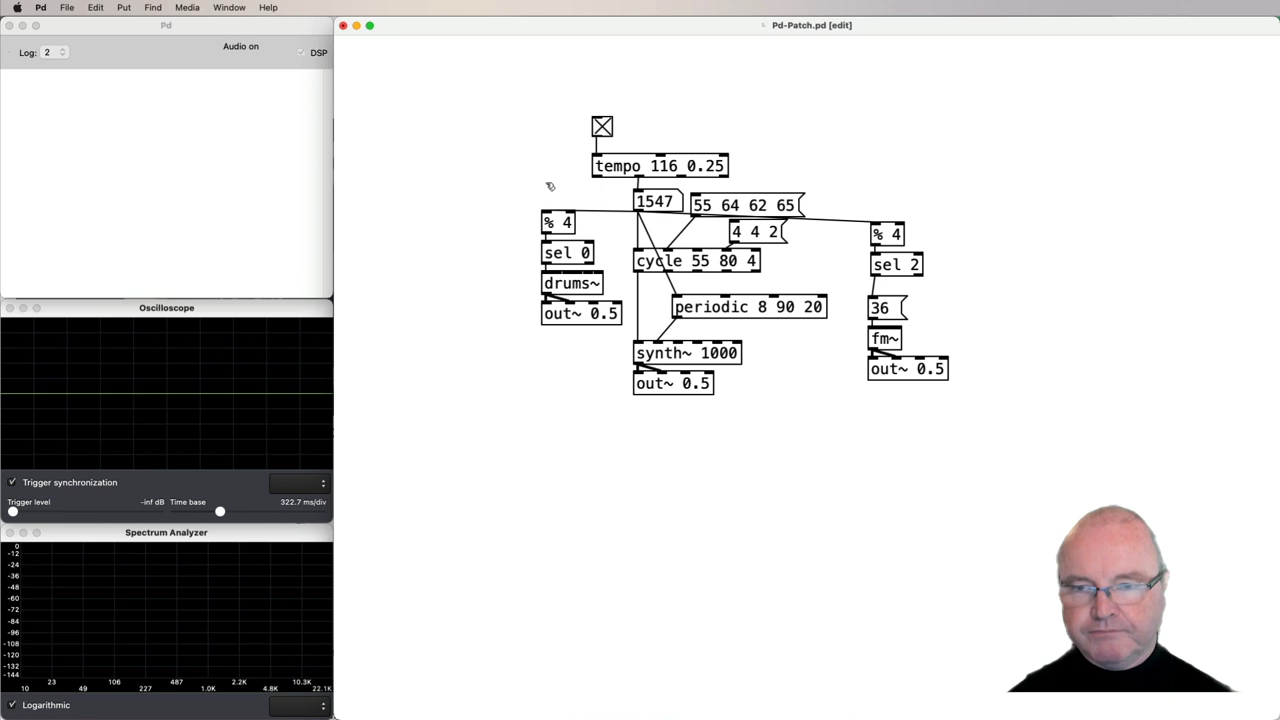 Pd File Edit Put Find Media Window Help
Pd
Log: 2
Audio on
DSP
Oscilloscope
Trigger synchronization
Trigger level
-inf dB
Time base
322.7 ms/div
Spectrum Analyzer
0
-12
-24
-36
-48
-60
-72
-84
-96
-108
-120
-132
-144
10 23 49 106 227 487 1.0K 2.2K 4.8K 10.3K 22.1K
Logarithmic
Pd-Patch.pd [edit]
tempo 116 0.25
1547
55 64 62 65
% 4
4 4 2
% 4
sel 0
cycle 55 80 4
sel 2
drums~
periodic 8 90 20
36
out~ 0.5
fm~
synth~ 1000
out~ 0.5
out~ 0.5